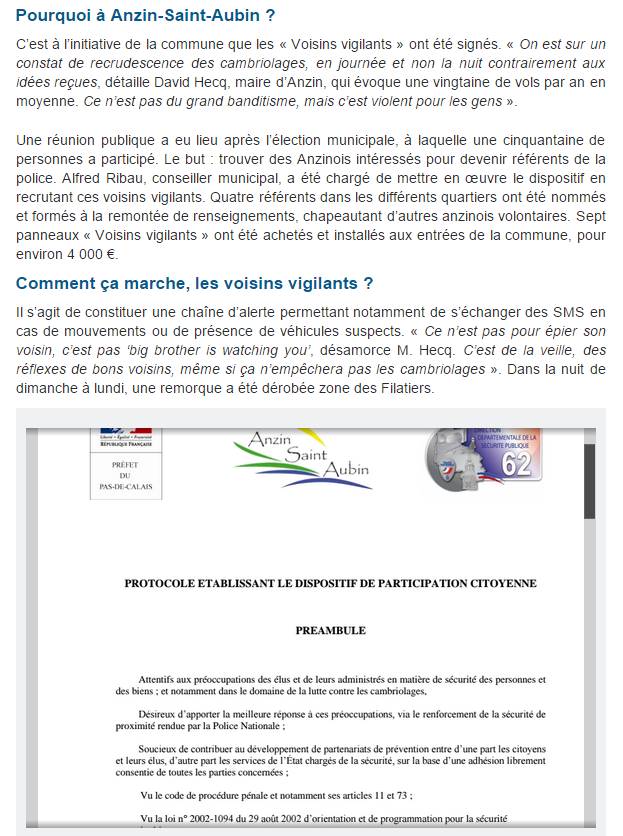 Pourquoi à Anzin-Saint-Aubin ?
C'est à l'initiative de la commune que les « Voisins vigilants » ont été signés. « On est sur un
constat de recrudescence des cambriolages, en journée et non la nuit contrairement aux
idées reçues, détaille David Hecq, maire d'Anzin, qui évoque une vingtaine de vols par an en
moyenne. Ce n'est pas du grand banditisme, mais c'est violent pour les gens ».
Une réunion publique a eu lieu après l'élection municipale, à laquelle une cinquantaine de
personnes a participé. Le but : trouver des Anzinois intéressés pour devenir référents de la
police. Alfred Ribau, conseiller municipal, a été chargé de mettre en œuvre le dispositif en
recrutant ces voisins vigilants. Quatre référents dans les différents quartiers ont été nommés
et formés à la remontée de renseignements, chapeautant d'autres anzinois volontaires. Sept
panneaux « Voisins vigilants » ont été achetés et installés aux entrées de la commune, pour
environ 4 000 €.
Comment ça marche, les voisins vigilants ?
Il s'agit de constituer une chaîne d'alerte permettant notamment de s'échanger des SMS en
cas de mouvements ou de présence de véhicules suspects. « Ce n'est pas pour épier son
voisin, c'est pas 'big brother is watching you', désamorce M. Hecq. C'est de la veille, des
réflexes de bons voisins, même si ça n'empêchera pas les cambriolages ». Dans la nuit de
dimanche à lundi, une remorque a été dérobée zone des Filatiers.
Liberté • Égalité • Fraternité
RÉPUBLIQUE FRANÇAISE
PRÉFET
DU
PAS-DE-CALAIS
Anzin
Saint
Aubin
DIRECTION
DÉPARTEMENTALE DE LA
SÉCURITÉ PUBLIQUE
62
PROTOCOLE ETABLISSANT LE DISPOSITIF DE PARTICIPATION CITOYENNE
PREAMBULE
Attentifs aux préoccupations des élus et de leurs administrés en matière de sécurité des personnes et
des biens ; et notamment dans le domaine de la lutte contre les cambriolages,
Désireux d'apporter la meilleure réponse à ces préoccupations, via le renforcement de la sécurité de
proximité rendue par la Police Nationale ;
Soucieux de contribuer au développement de partenariats de prévention entre d'une part les citoyens
et leurs élus, d'autre part les services de l'État chargés de la sécurité, sur la base d'une adhésion librement
consentie de toutes les parties concernées ;
Vu le code de procédure pénale et notamment ses articles 11 et 73 ;
Vu la loi n° 2002-1094 du 29 août 2002 d'orientation et de programmation pour la sécurité